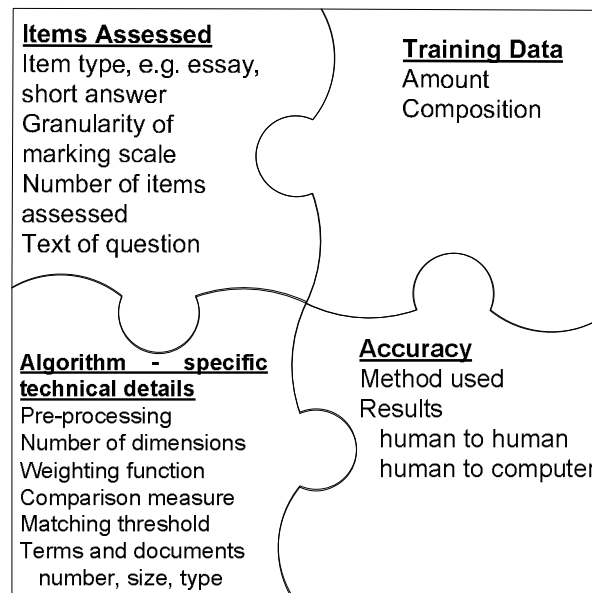 Items Assessed
Item type, e.g. essay,
short answer
Granularity of
marking scale
Number of items
assessed
Text of question
Training Data
Amount
Composition
Algorithm - specific
technical details
Pre-processing
Number of dimensions
Weighting function
Comparison measure
Matching threshold
Terms and documents
number, size, type
Accuracy
Method used
Results
human to human
human to computer